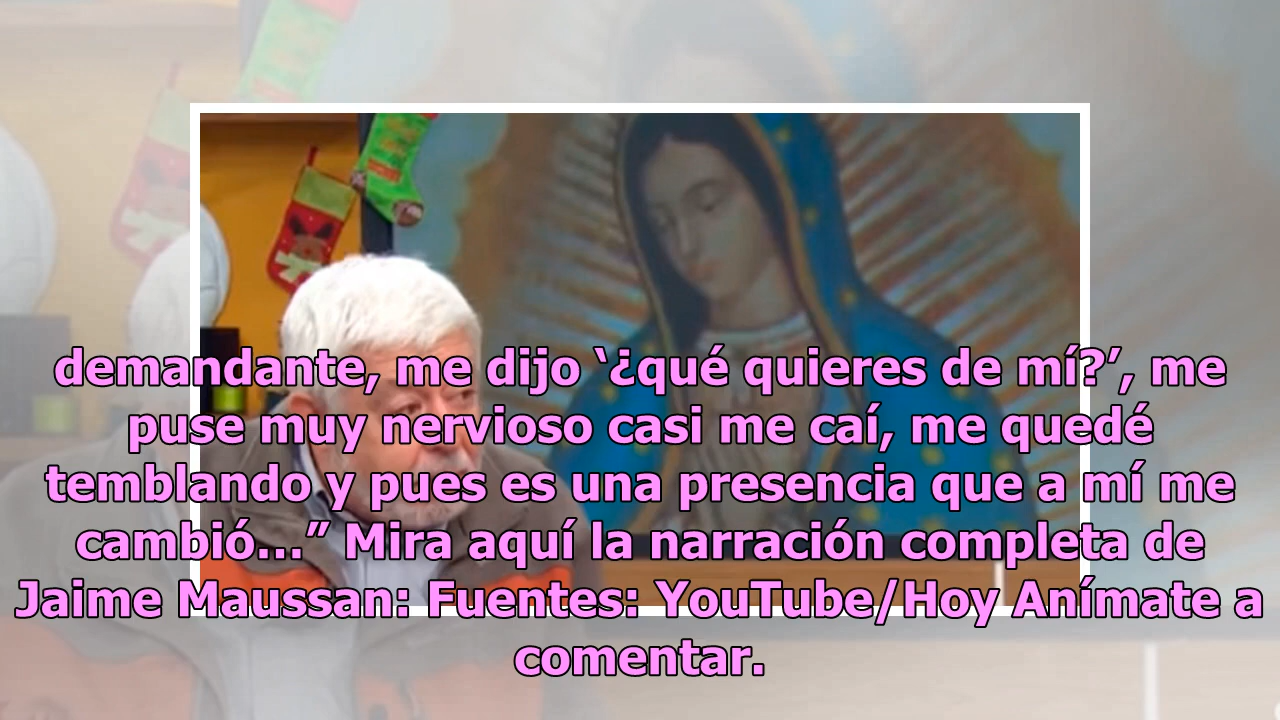 demandante, me dijo ‘¿qué quieres de mí?’, me
puse muy nervioso casi me caí, me quedé
temblando y pues es una presencia que a mí me
cambió...” Mira aquí la narración completa de
Jaime Maussan: Fuentes: YouTube/Hoy Anímate a
comentar.